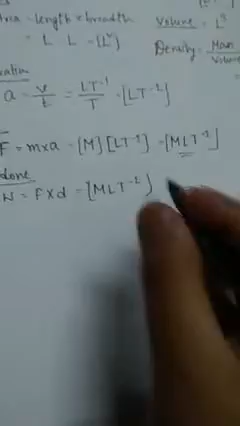 Area - length × breadth
Volume = L³
= L L - [L²]
Density = Mass
Volume
a = v/t = LT⁻¹/T = [LT⁻²]
F = m×a - [M][LT⁻²] - [MLT⁻²]
done
W = F×d = [MLT⁻²)